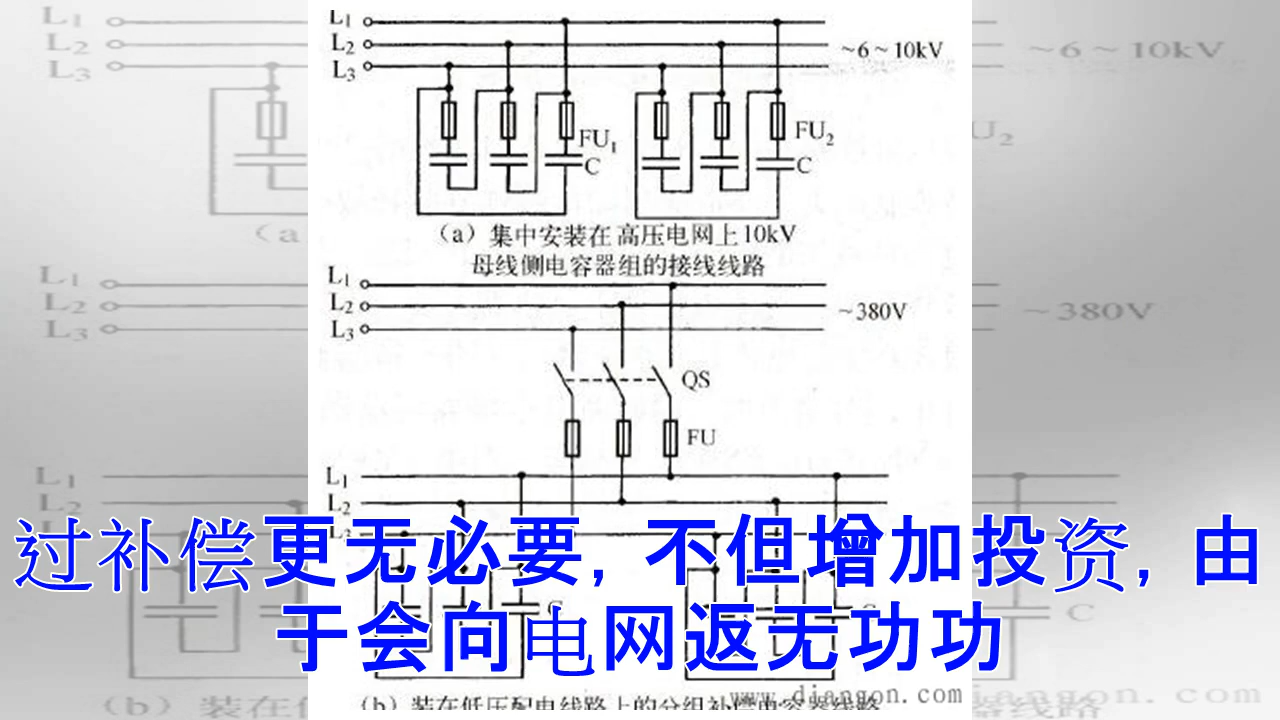 L₁
L₂
L₃
~6~10kV
FU₁
C
FU₂
C
(a) 集中安装在高压电网上10kV
母线侧电容器组的接线线路
L₁
L₂
L₃
~380V
QS
FU
L₁
L₂
过补偿更无必要, 不但增加投资, 由
于会向电网返无功功
C
www.diangon.com
(b) 装在低压配电线路上的分组补偿电容器线路